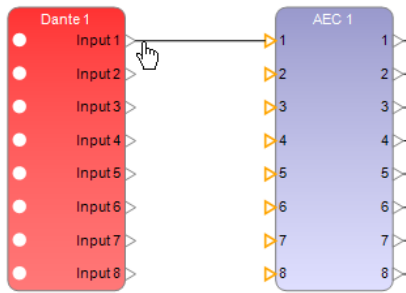 Dante 1 AEC 1
Input 1 1 1
Input 2 2 2
Input 3 3 3
Input 4 4 4
Input 5 5 5
Input 6 6 6
Input 7 7 7
Input 8 8 8